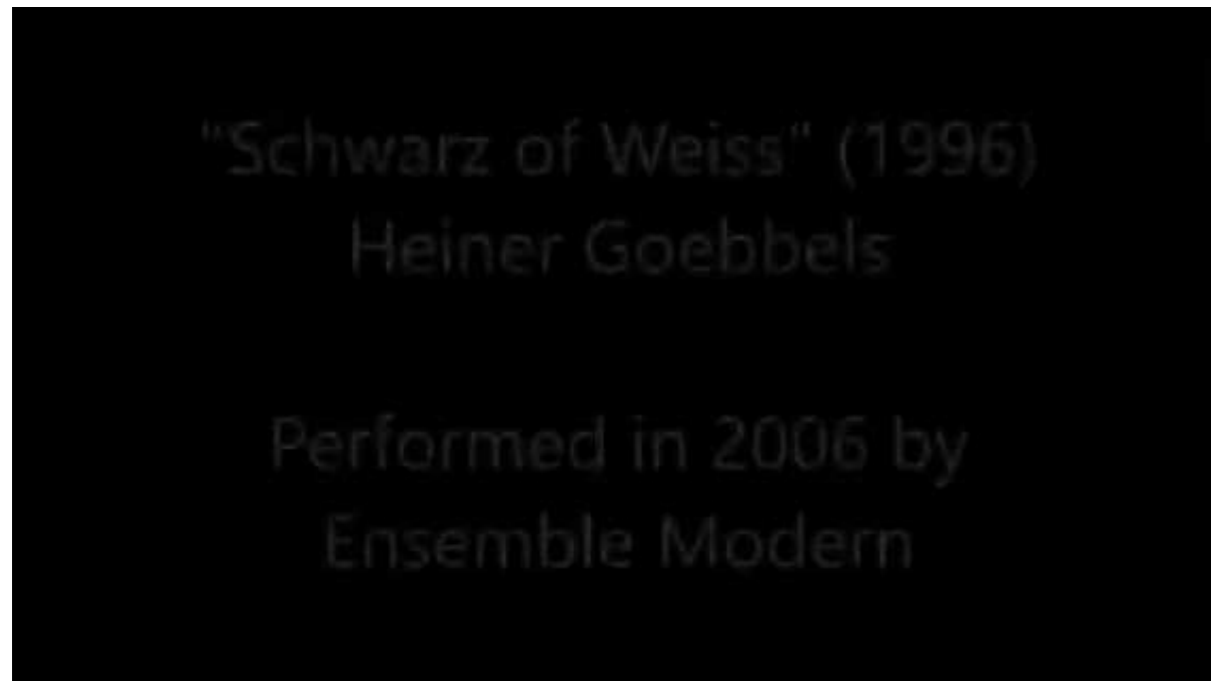 "Schwarz of Weiss" (1996)
Heiner Goebbels
Performed in 2006 by
Ensemble Modern